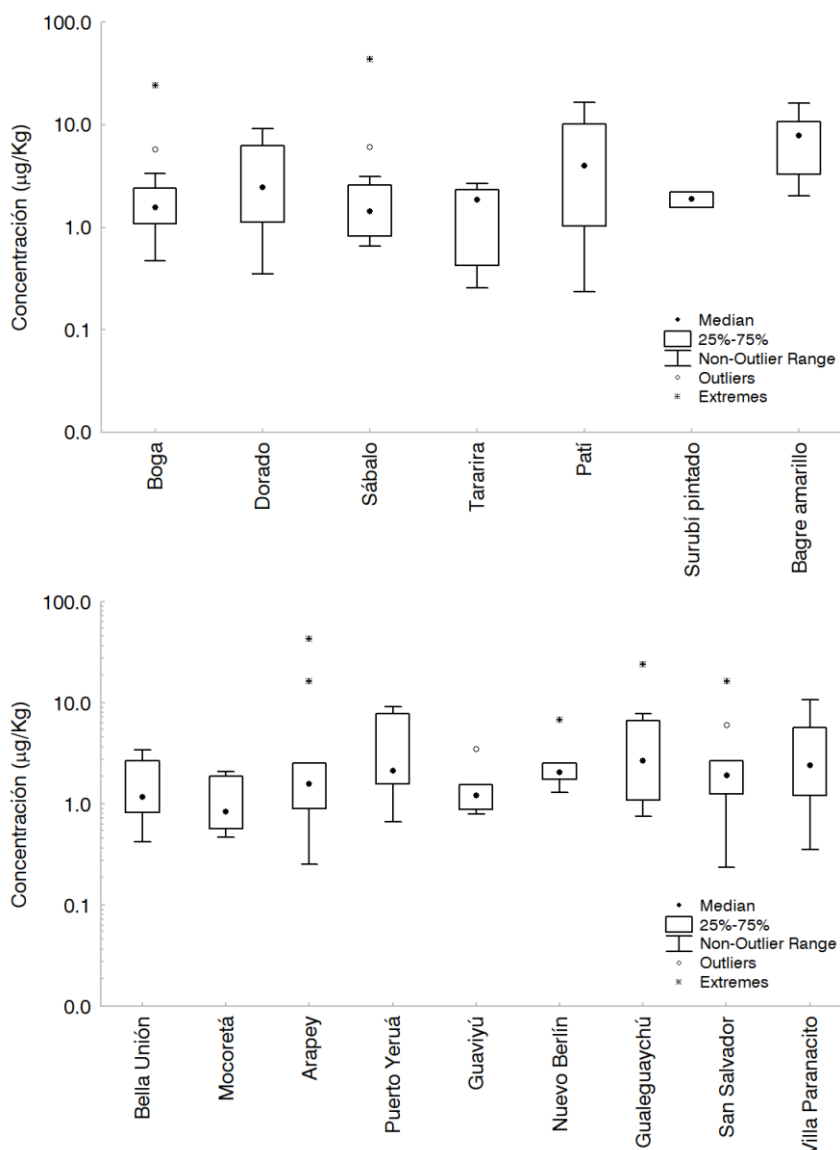 100.0
10.0
1.0
0.1
0.0
Concentración (µg/Kg)
Median
25%-75%
Non-Outlier Range
Outliers
Extremes
Boga
Dorado
Sábalo
Tararira
Patí
Surubí pintado
Bagre amarillo
100.0
10.0
1.0
0.1
0.0
Concentración (µg/Kg)
Median
25%-75%
Non-Outlier Range
Outliers
Extremes
Bella Unión
Mocoretá
Arapey
Puerto Yeruá
Guaviyú
Nuevo Berlín
Gualeguaychú
San Salvador
Villa Paranacito